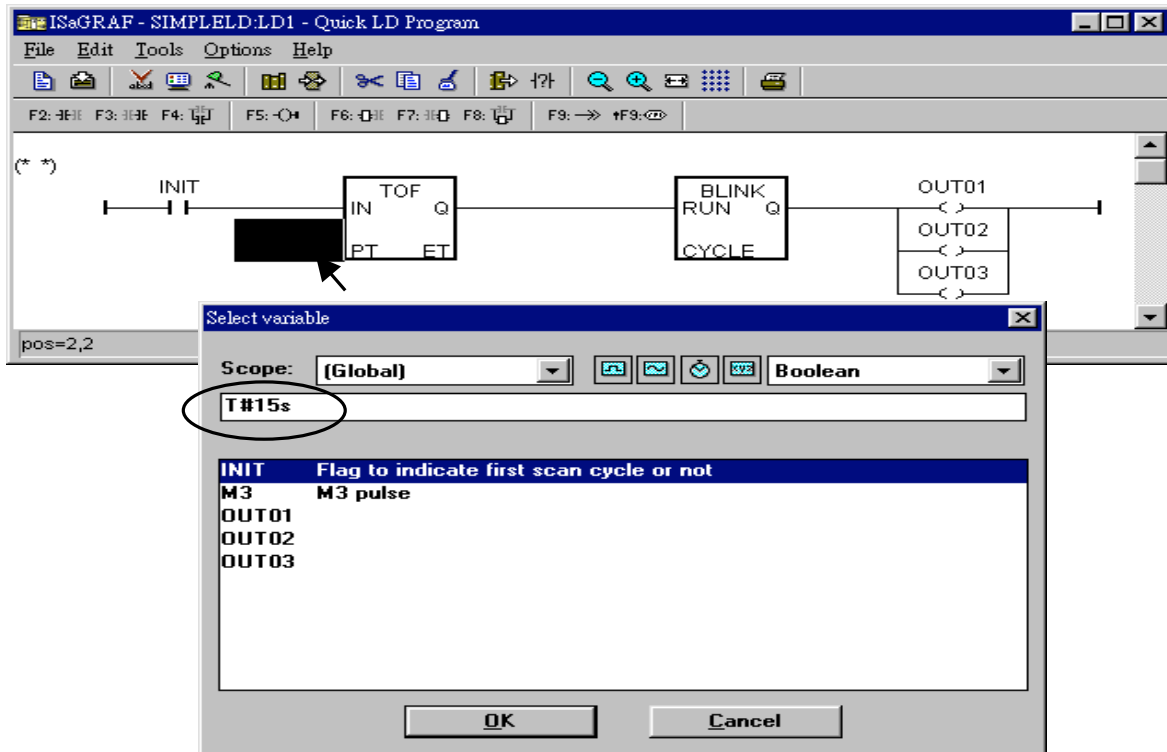 ISaGRAF - SIMPLELD:LD1 - Quick LD Program
File Edit Tools Options Help
F2: F3: F4: F5: F6: F7: F8: F9: F9:
(* *)
INIT TOF BLINK OUT01
IN Q RUN Q
OUT02
PT ET CYCLE
OUT03
pos=2,2
Select variable
Scope: (Global) xyz Boolean
T#15s
INIT Flag to indicate first scan cycle or not
M3 M3 pulse
OUT01
OUT02
OUT03
OK Cancel